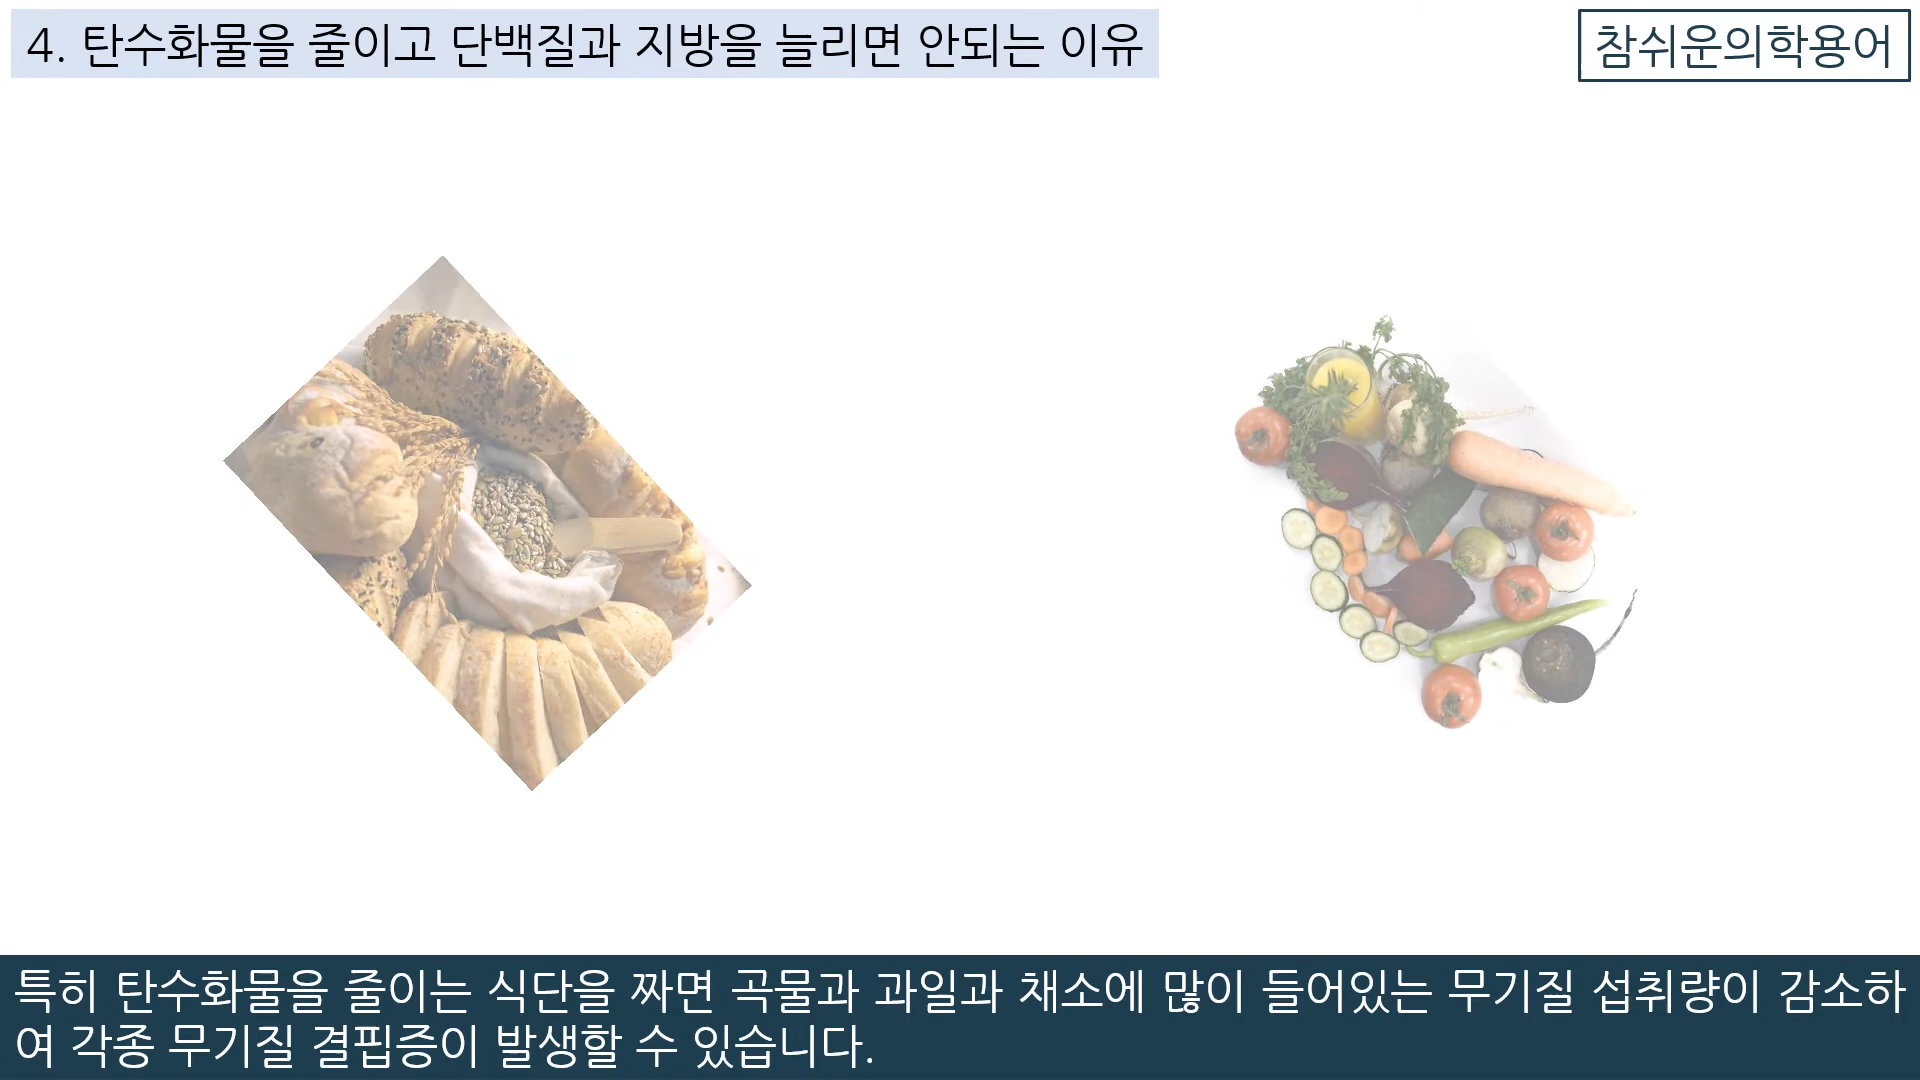 4. 탄수화물을 줄이고 단백질과 지방을 늘리면 안되는 이유
참쉬운의학용어
특히 탄수화물을 줄이는 식단을 짜면 곡물과 과일과 채소에 많이 들어있는 무기질 섭취량이 감소하
여 각종 무기질 결핍증이 발생할 수 있습니다.